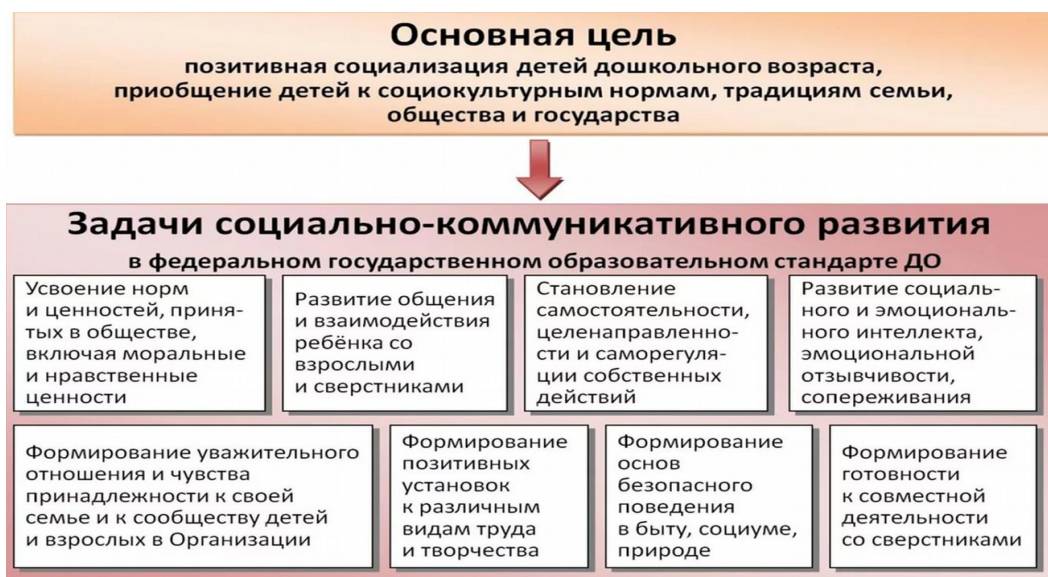 Основная цель
позитивная социализация детей дошкольного возраста,
приобщение детей к социокультурным нормам, традициям семьи,
общества и государства
Задачи социально-коммуникативного развития
в федеральном государственном образовательном стандарте ДО
Усвоение норм
и ценностей, приня-
тых в обществе,
включая моральные
и нравственные
ценности
Развитие общения
и взаимодействия
ребёнка со
взрослыми
и сверстниками
Становление
самостоятельности,
целенаправленно-
сти и саморегуля-
ции собственных
действий
Развитие социаль-
ного и эмоциональ-
ного интеллекта,
эмоциональной
отзывчивости,
сопереживания
Формирование уважительного
отношения и чувства
принадлежности к своей
семье и к сообществу детей
и взрослых в Организации
Формирование
позитивных
установок
к различным
видам труда
и творчества
Формирование
основ
безопасного
поведения
в быту, социуме,
природе
Формирование
готовности
к совместной
деятельности
со сверстниками